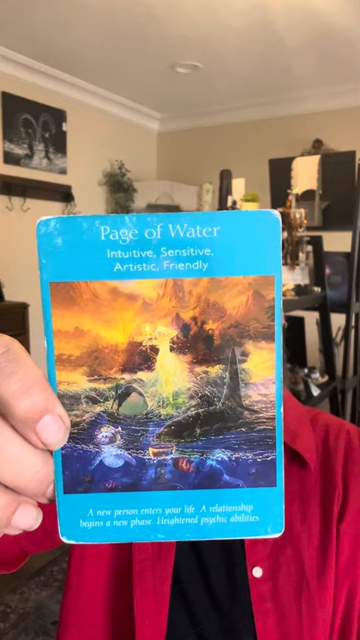 Page of Water
Intuitive, Sensitive,
Artistic, Friendly
A new person enters your life. A relationship
begins a new phase. Heightened psychic abilities.